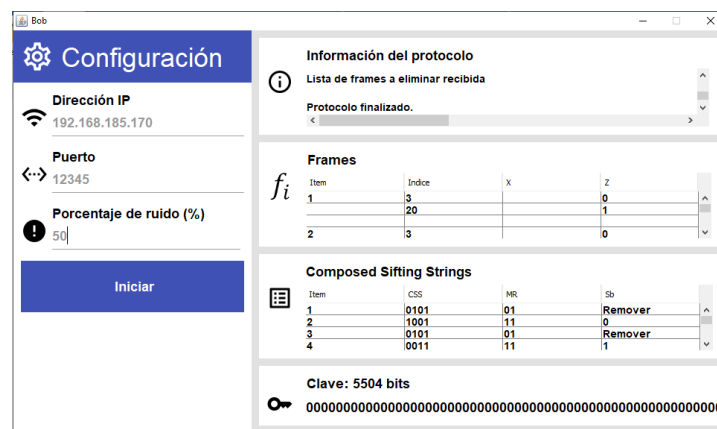 Bob
Configuración
Dirección IP
192.168.185.170
Puerto
12345
Porcentaje de ruido (%)
50
Iniciar
Información del protocolo
Lista de frames a eliminar recibida
Protocolo finalizado.
Frames
Item Indice X Z
1 3 0
20 1
2 3 0
Composed Sifting Strings
Item CSS MR Sb
1 0101 01 Remover
2 1001 11 0
3 0101 01 Remover
4 0011 11 1
Clave: 5504 bits